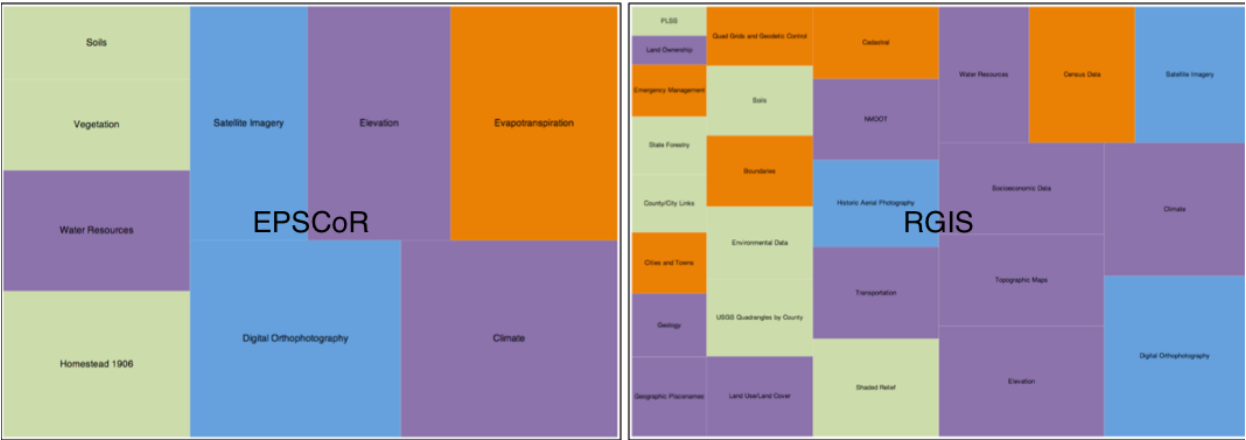 Soils
Vegetation
Water Resources
Homestead 1906
Satellite Imagery
Elevation
Evapotranspiration
EPSCoR
Digital Orthophotography
Climate
PLSS
Land Ownership
Emergency Management
State Forestry
County/City Links
Cities and Towns
Geology
Geographic Placenames
Quad Grids and Geodetic Control
Soils
Boundaries
Environmental Data
USGS Quadrangles by County
Land Use/Land Cover
Cadastral
NMDOT
Historic Aerial Photography
Transportation
Shaded Relief
RGIS
Water Resources
Census Data
Satellite Imagery
Socioeconomic Data
Topographic Maps
Elevation
Climate
Digital Orthophotography